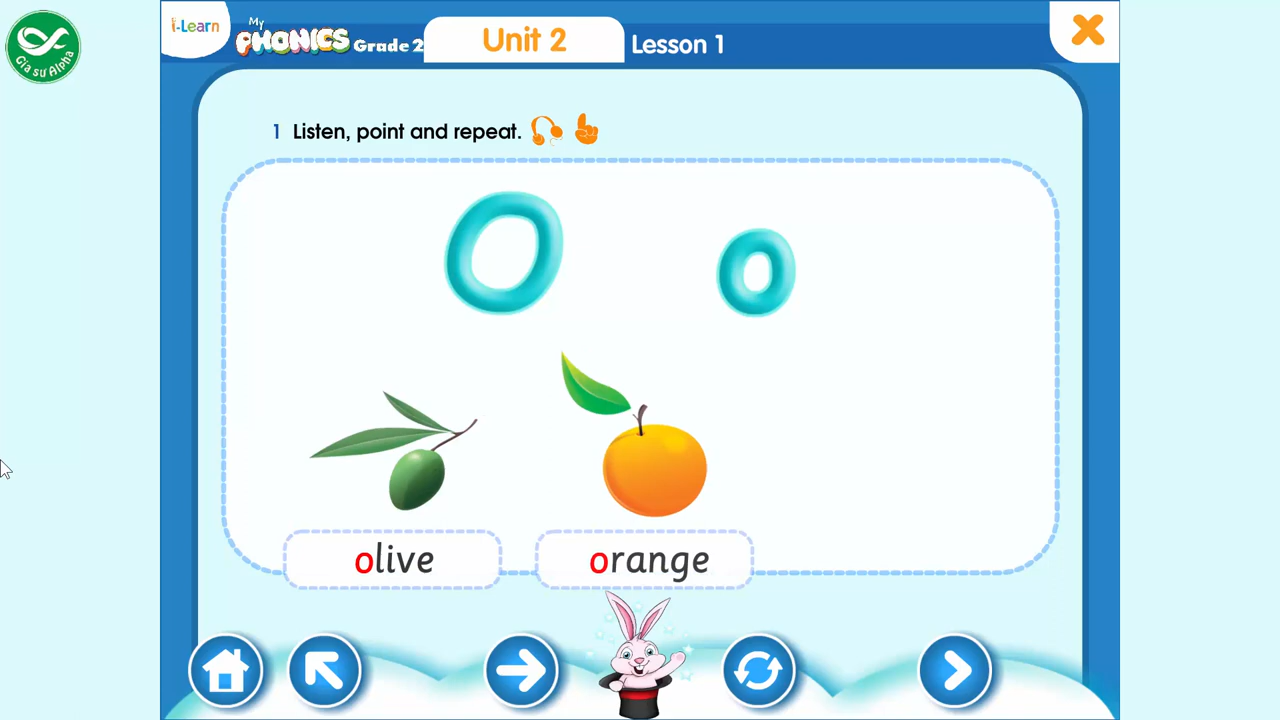 Gia sư Alpha
i-Learn
My
PHONICS Grade 2
Unit 2
Lesson 1
1 Listen, point and repeat.
O o
olive
orange